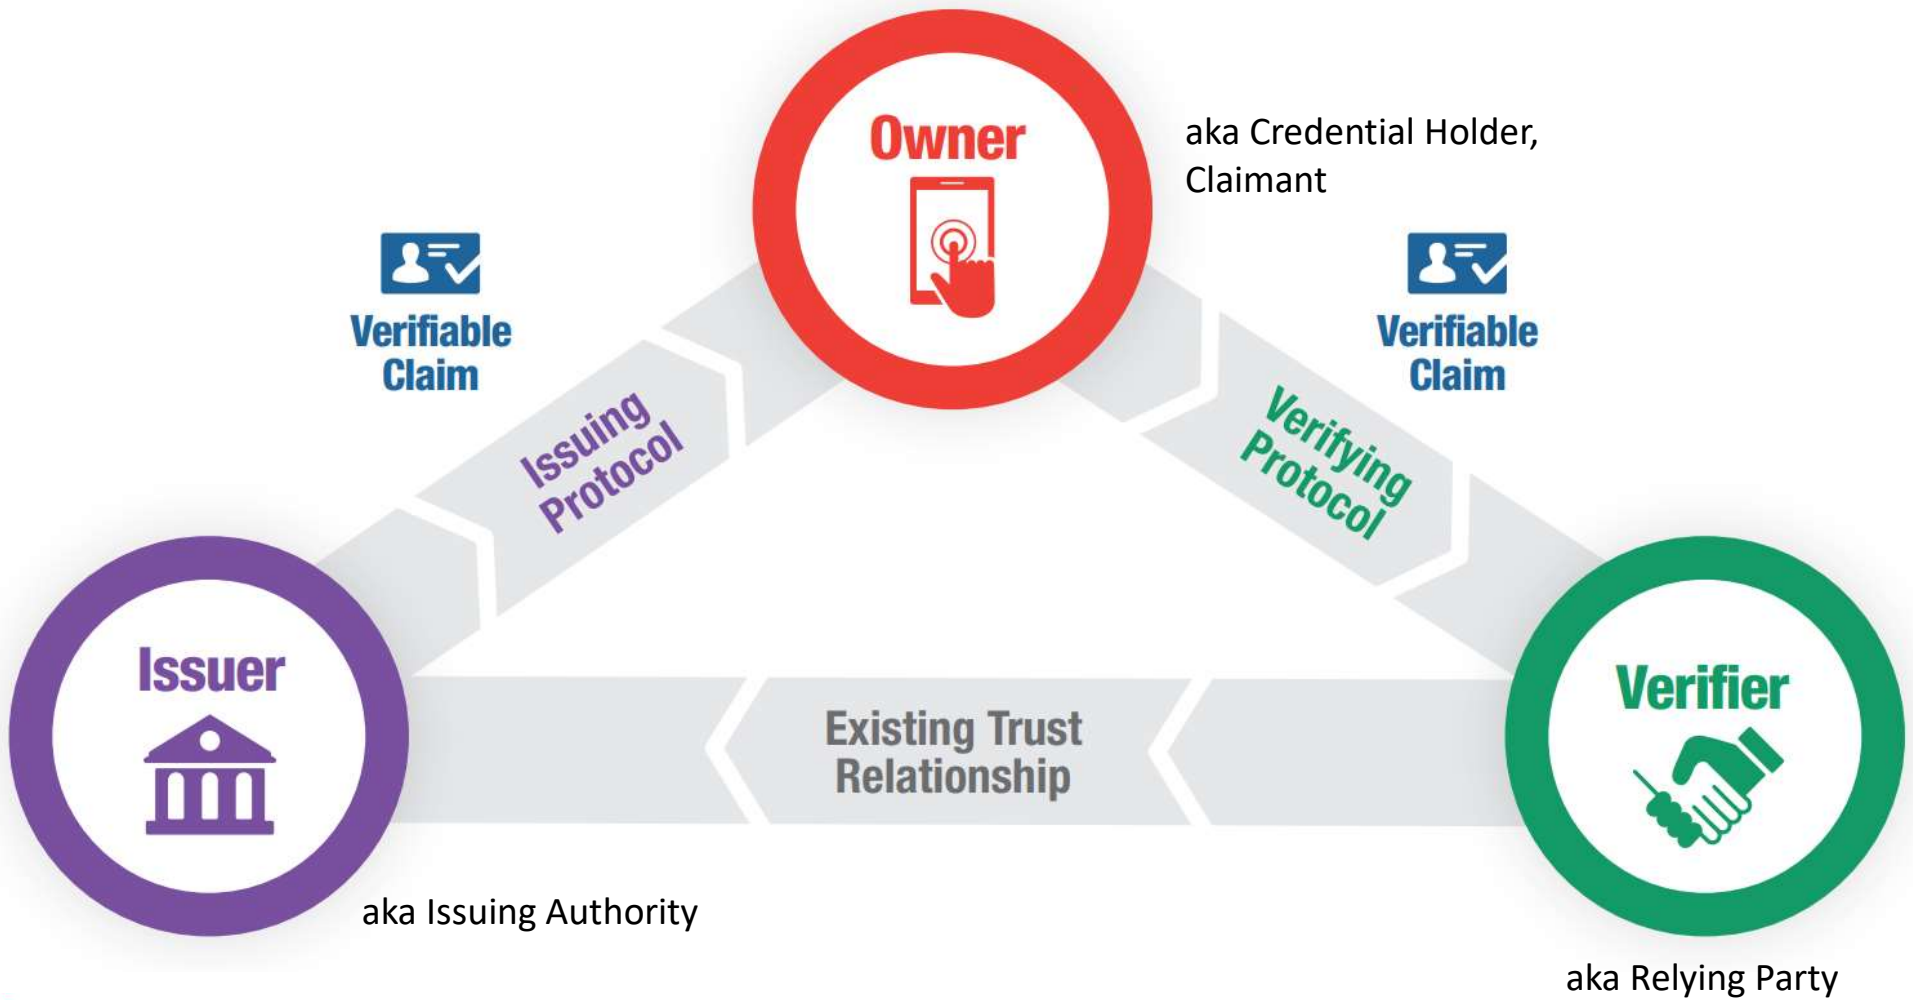 Owner
aka Credential Holder,
Claimant
Verifiable
Claim
Verifiable
Claim
Issuing
Protocol
Verifying
Protocol
Issuer
Existing Trust
Relationship
Verifier
aka Issuing Authority
aka Relying Party